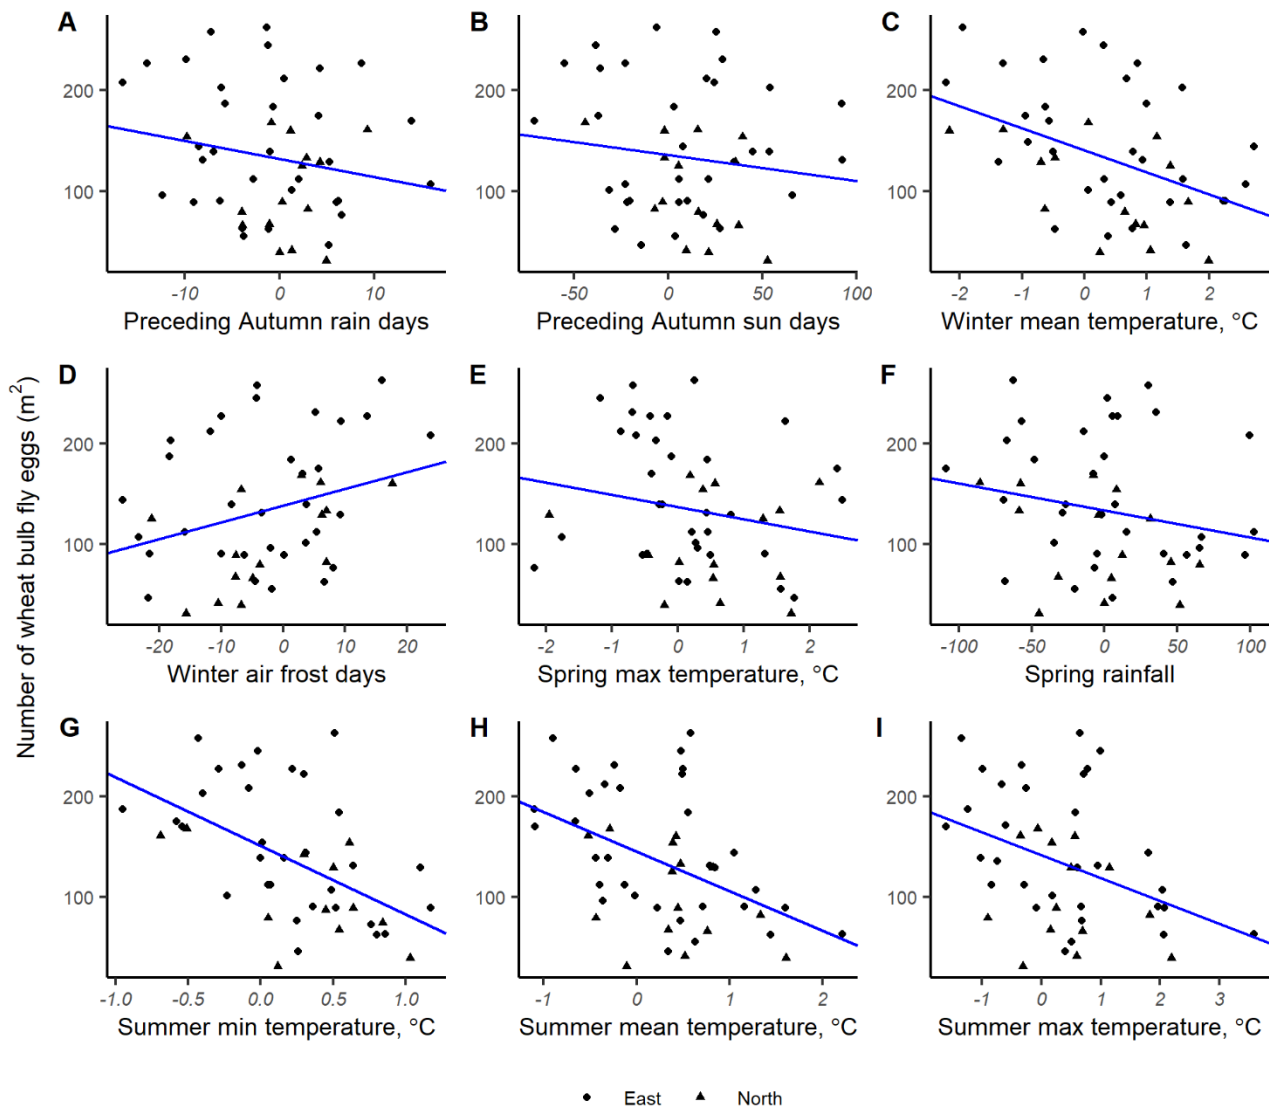 A
B
C
200
100
200
100
200
100
-10 0 10
-50 0 50 100
-2 -1 0 1 2
Preceding Autumn rain days
Preceding Autumn sun days
Winter mean temperature, °C
Number of wheat bulb fly eggs (m²)
D
E
F
200
100
200
100
200
100
-20 -10 0 10 20
-2 -1 0 1 2
-100 -50 0 50 100
Winter air frost days
Spring max temperature, °C
Spring rainfall
G
H
I
200
100
200
100
200
100
-1.0 -0.5 0.0 0.5 1.0
-1 0 1 2
-1 0 1 2 3
Summer min temperature, °C
Summer mean temperature, °C
Summer max temperature, °C
East North